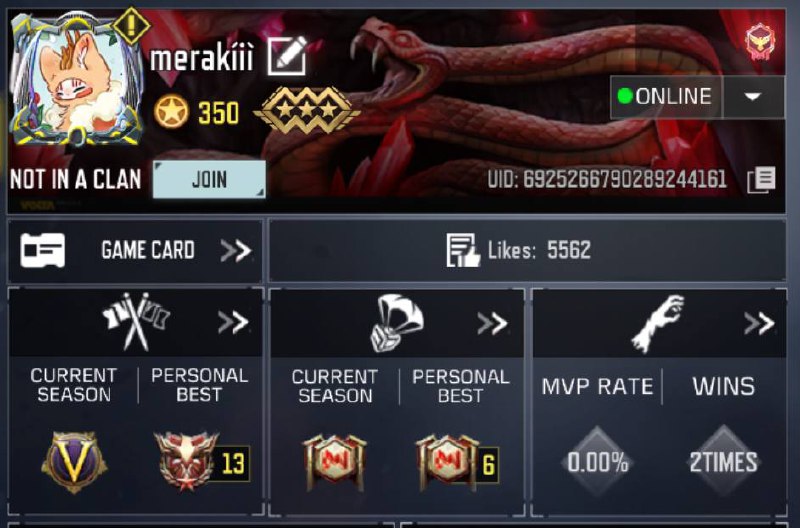 merakíiì
350
ONLINE
NOT IN A CLAN
JOIN
UID: 6925266790289244161
GAME CARD
Likes: 5562
CURRENT SEASON
PERSONAL BEST
CURRENT SEASON
PERSONAL BEST
MVP RATE
WINS
V
13
6
0.00%
2TIMES